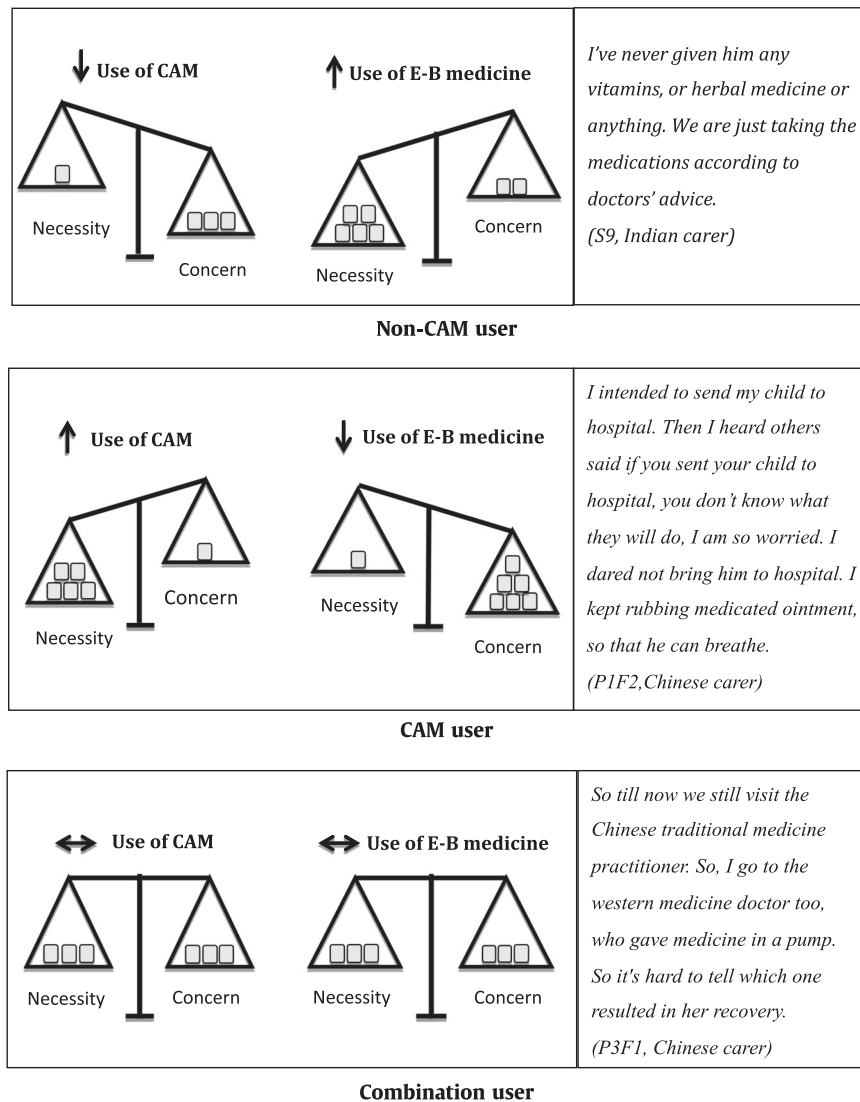 Use of CAM
Necessity
Concern
Use of E-B medicine
Necessity
Concern
I've never given him any
vitamins, or herbal medicine or
anything. We are just taking the
medications according to
doctors' advice.
(S9, Indian carer)
Non-CAM user
Use of CAM
Necessity
Concern
Use of E-B medicine
Necessity
Concern
I intended to send my child to
hospital. Then I heard others
said if you sent your child to
hospital, you don't know what
they will do, I am so worried. I
dared not bring him to hospital. I
kept rubbing medicated ointment,
so that he can breathe.
(P1F2,Chinese carer)
CAM user
Use of CAM
Necessity
Concern
Use of E-B medicine
Necessity
Concern
So till now we still visit the
Chinese traditional medicine
practitioner. So, I go to the
western medicine doctor too,
who gave medicine in a pump.
So it's hard to tell which one
resulted in her recovery.
(P3F1, Chinese carer)
Combination user